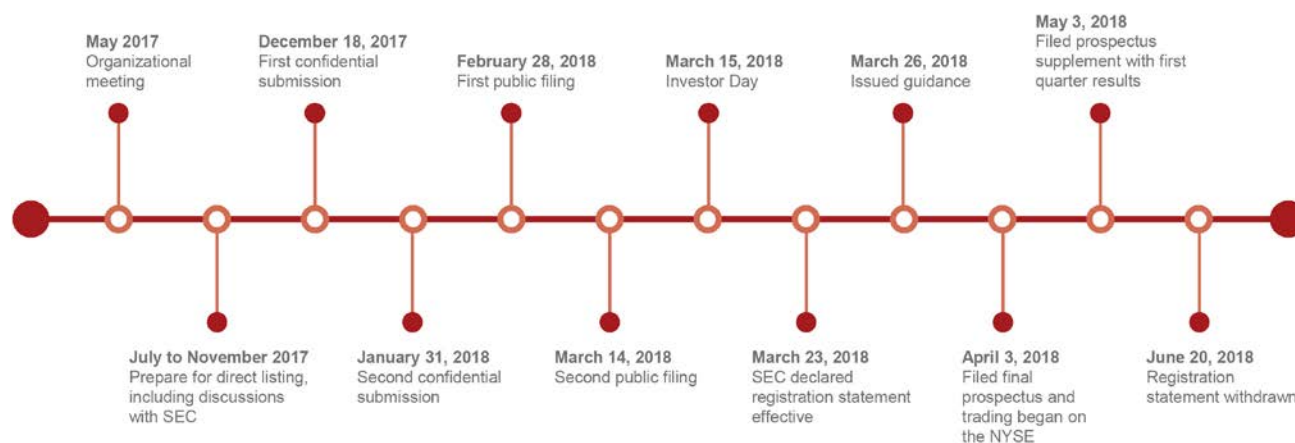 May 2017
Organizational
meeting
December 18, 2017
First confidential
submission
February 28, 2018
First public filing
March 15, 2018
Investor Day
March 26, 2018
Issued guidance
May 3, 2018
Filed prospectus
supplement with first
quarter results
July to November 2017
Prepare for direct listing,
including discussions
with SEC
January 31, 2018
Second confidential
submission
March 14, 2018
Second public filing
March 23, 2018
SEC declared
registration statement
effective
April 3, 2018
Filed final
prospectus and
trading began on
the NYSE
June 20, 2018
Registration
statement withdrawn